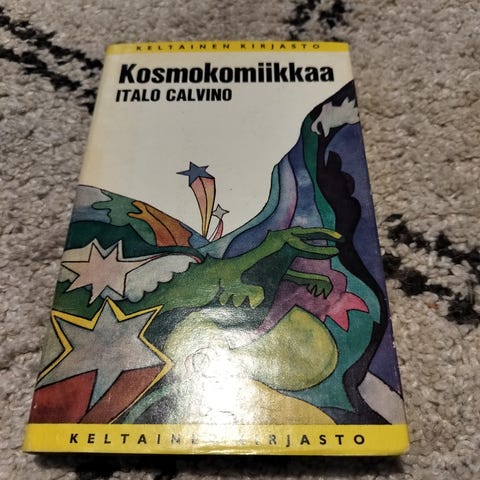 KELTAINEN KIRJASTO
Kosmokomiikkaa
ITALO CALVINO
KELTAINEN KIRJASTO